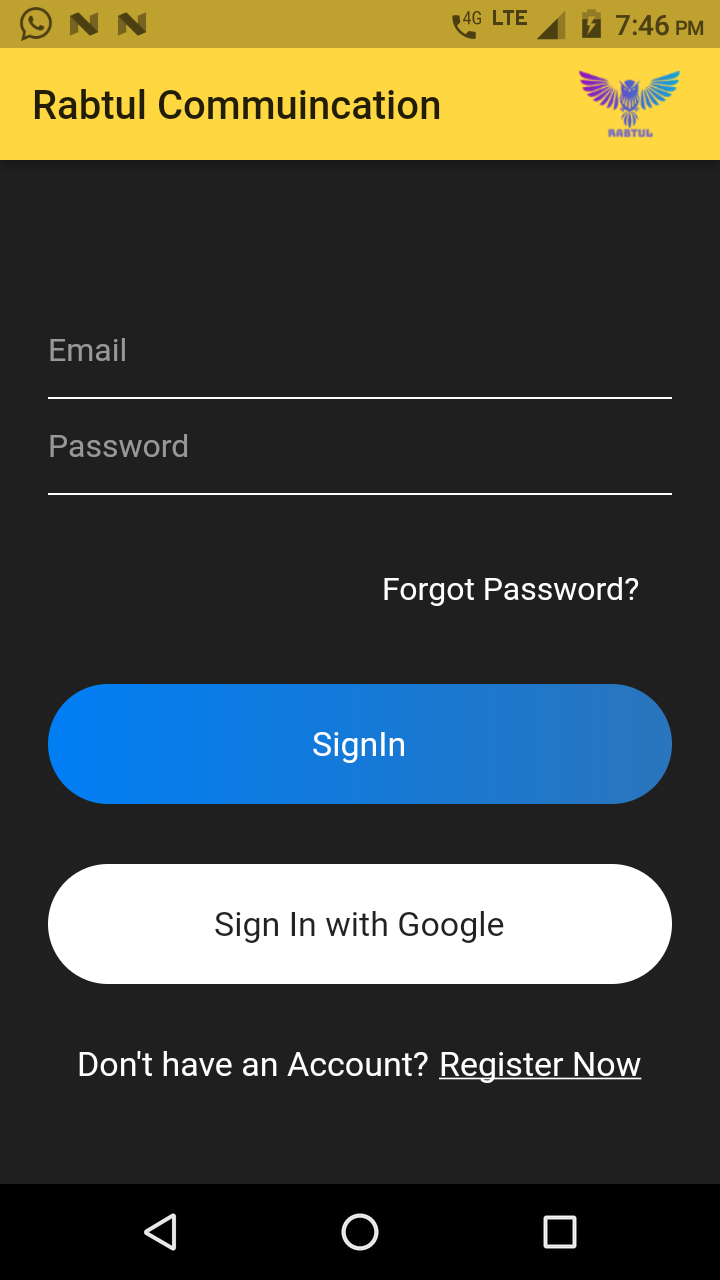 4G LTE 7:46 PM
Rabtul Commuincation
RABTUL
Email
Password
Forgot Password?
SignIn
Sign In with Google
Don't have an Account? Register Now